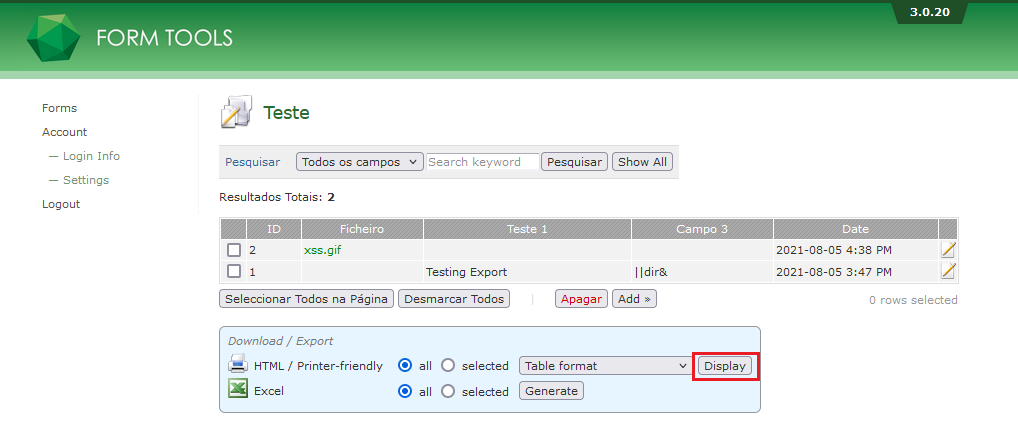 3.0.20
FORM TOOLS
Forms
Account
— Login Info
— Settings
Logout
Teste
Pesquisar Todos os campos Search keyword Pesquisar Show All
Resultados Totais: 2
ID Ficheiro Teste 1 Campo 3 Date
2 xss.gif 2021-08-05 4:38 PM
1 Testing Export ||dir& 2021-08-05 3:47 PM
Seleccionar Todos na Página Desmarcar Todos | Apagar Add » 0 rows selected
Download / Export
HTML / Printer-friendly all selected Table format Display
Excel all selected Generate